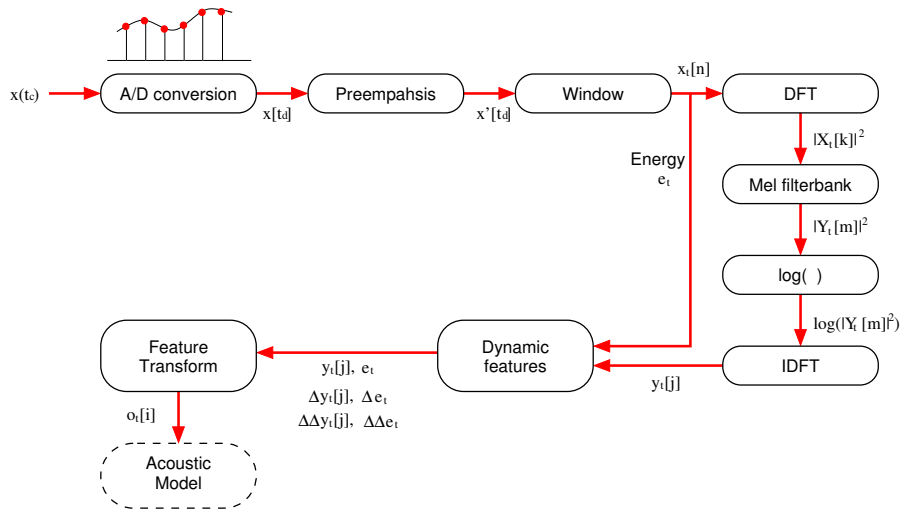 x(tc)
A/D conversion
x[td]
Preempahsis
x'[td]
Window
xt[n]
DFT
|Xt[k]|²
Energy
et
Mel filterbank
|Yt[m]|²
log( )
log(|Yt[m]|²)
IDFT
yt[j]
Dynamic
features
yt[j], et
Δyt[j], Δet
ΔΔyt[j], ΔΔet
Feature
Transform
ot[i]
Acoustic
Model